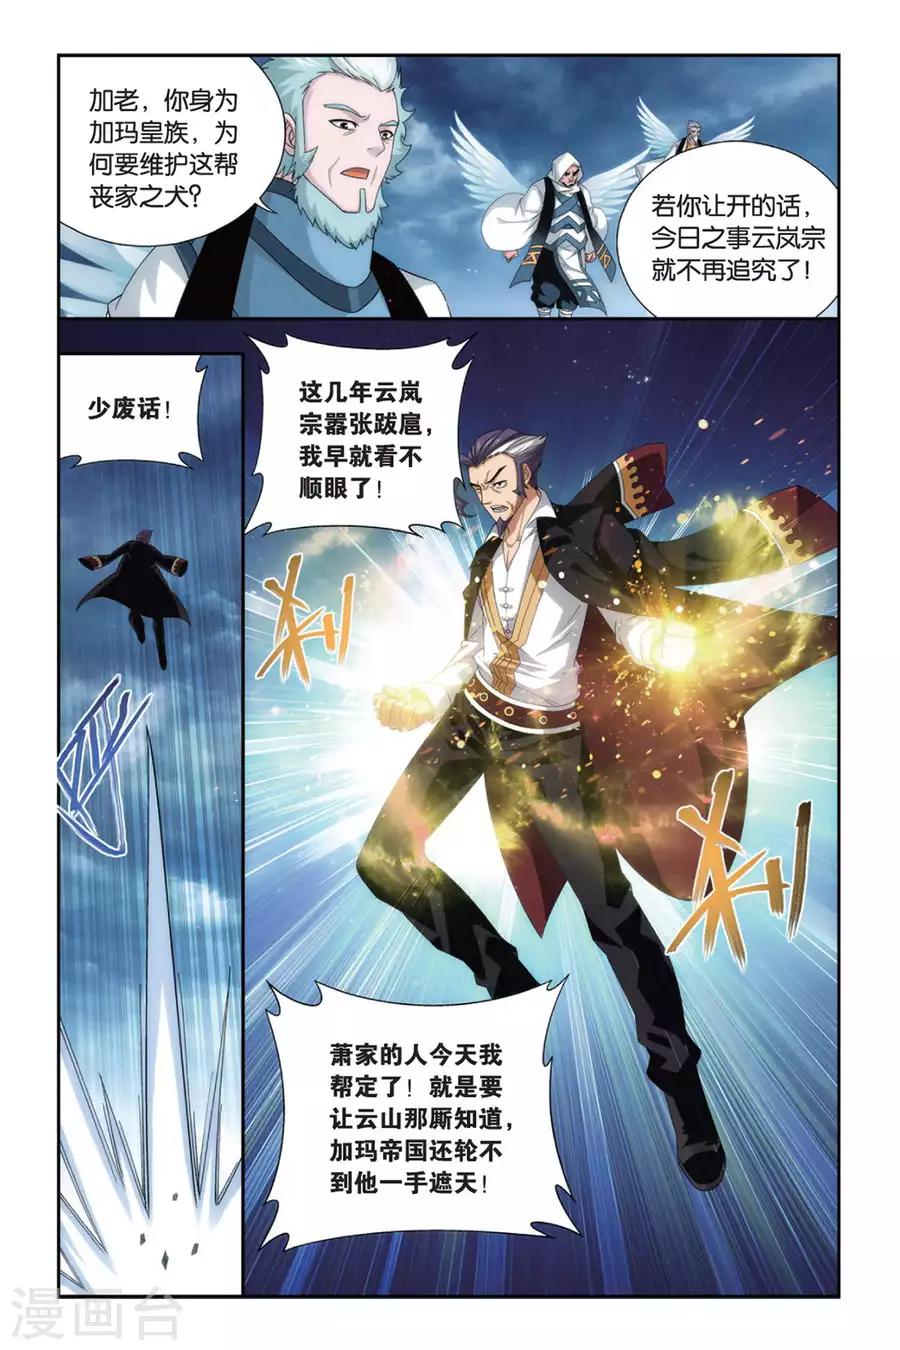 加老，你身为
加玛皇族，为
何要维护这帮
丧家之犬？
若你让开的话，
今日之事云岚宗
就不再追究了！
少废话！
这几年云岚
宗嚣张跋扈，
我早就看不
顺眼了！
萧家的人今天我
帮定了！就是要
让云山那厮知道，
加玛帝国还轮不
到他一手遮天！
漫画台